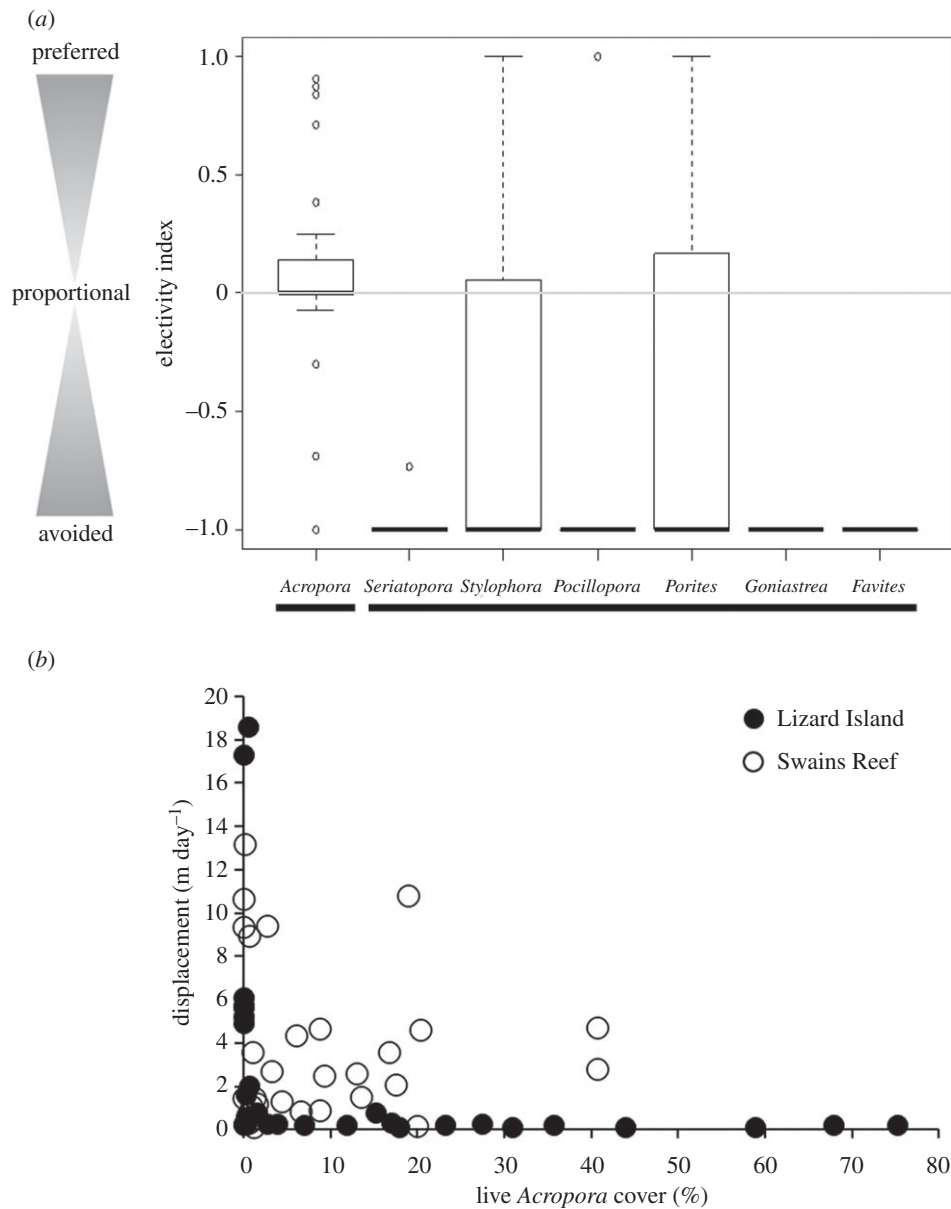 (a)
preferred
proportional
avoided
electivity index
1.0
0.5
0
−0.5
−1.0
Acropora Seriatopora Stylophora Pocillopora Porites Goniastrea Favites
(b)
displacement (m day−1)
20
18
16
14
12
10
8
6
4
2
0
Lizard Island
Swains Reef
0 10 20 30 40 50 60 70 80
live Acropora cover (%)